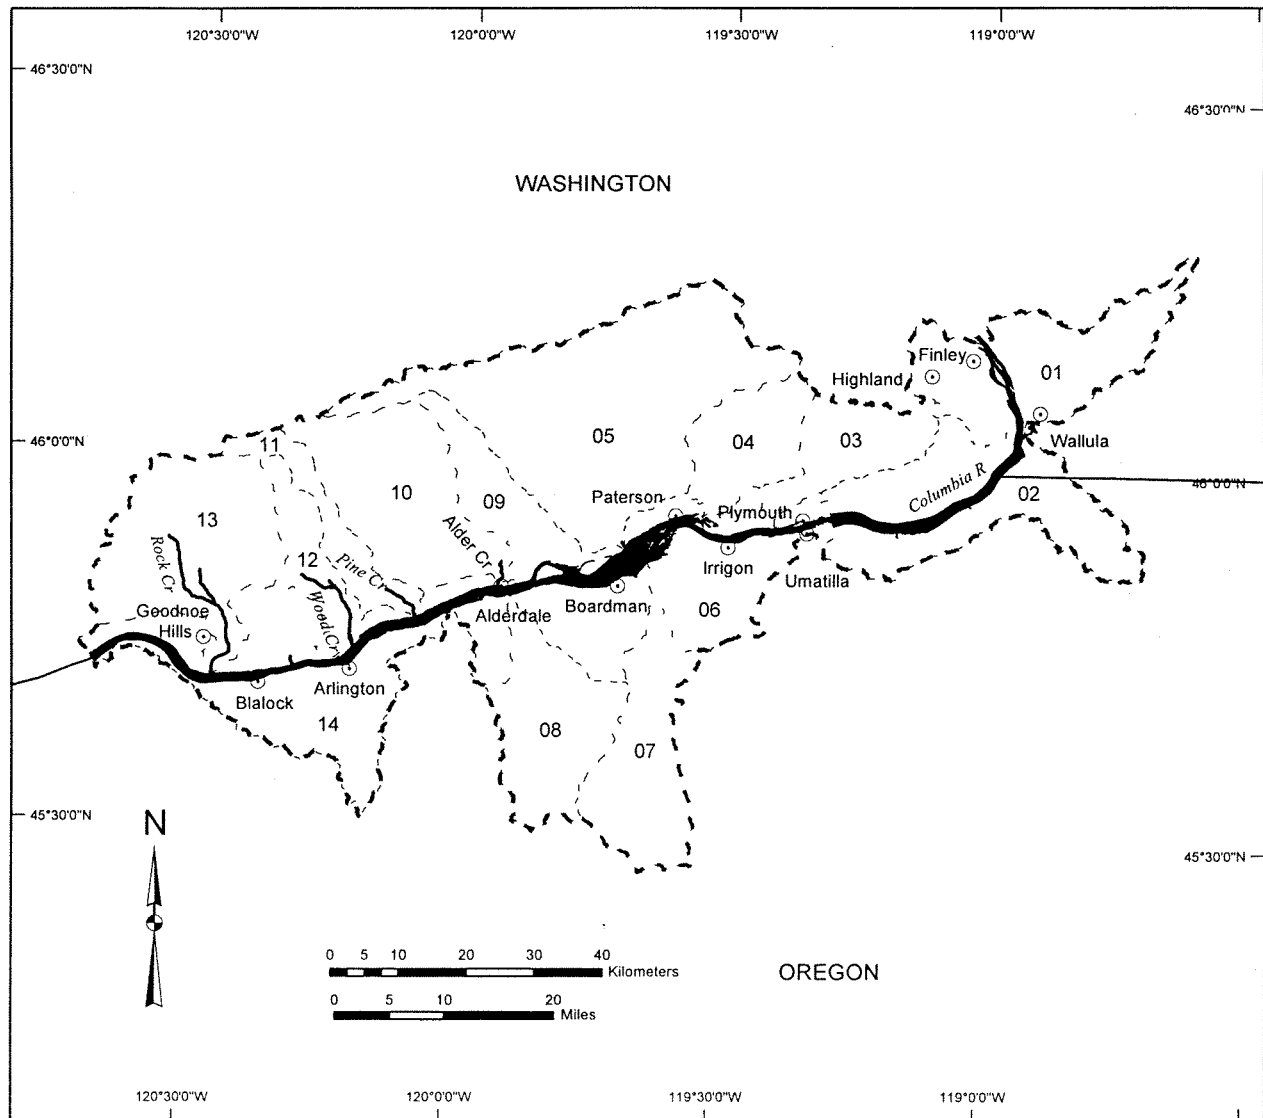 120°30'0"W 120°0'0"W 119°30'0"W 119°0'0"W
46°30'0"N
46°30'0"N
WASHINGTON
Finley
Highland
01
46°0'0"N
11
05
04
03
Wallula
Columbia R
46°0'0"N
02
10
09
Paterson
Plymouth
13
Alder Cr
Rock Cr
12
Pine Cr
Irrigon
Umatilla
Goodnoe
Hills
Wood Cr
Alderdale
Boardman
06
Blalock
Arlington
14
08
07
45°30'0"N
45°30'0"N
N
0 5 10 20 30 40
Kilometers
OREGON
0 5 10 20
Miles
120°30'0"W 120°0'0"W 119°30'0"W 119°0'0"W